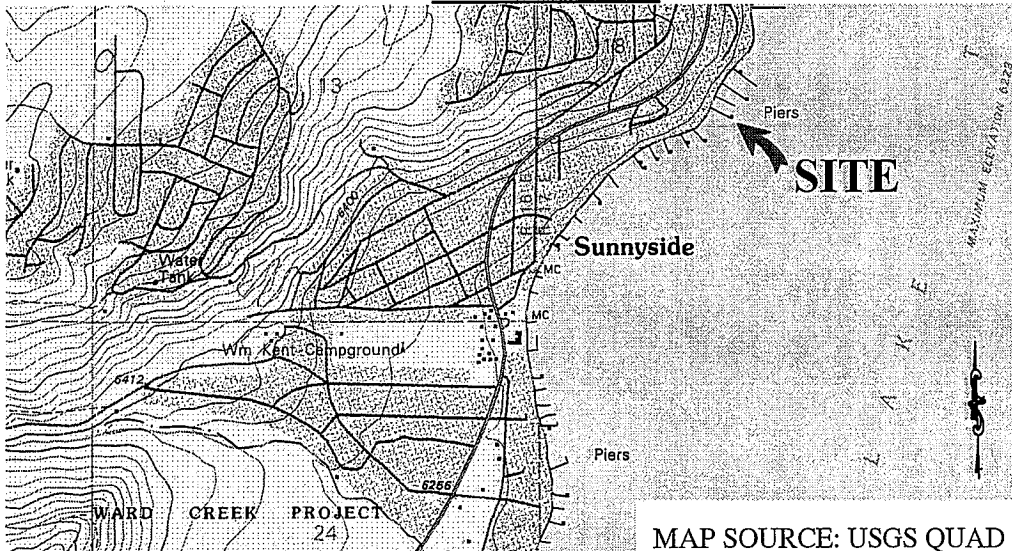 18
13
Piers
SITE
MAXIMUM ELEVATION 6223
6400
Sunnyside
Water
Tank
MC
MC
Wm Kent Campground
6412
Piers
6255
WARD CREEK PROJECT
24
L A K E T
MAP SOURCE: USGS QUAD